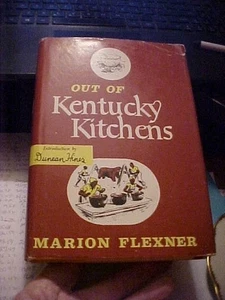 OUT OF
Kentucky
Kitchens
Introduction by
Duncan Hines
MARION FLEXNER